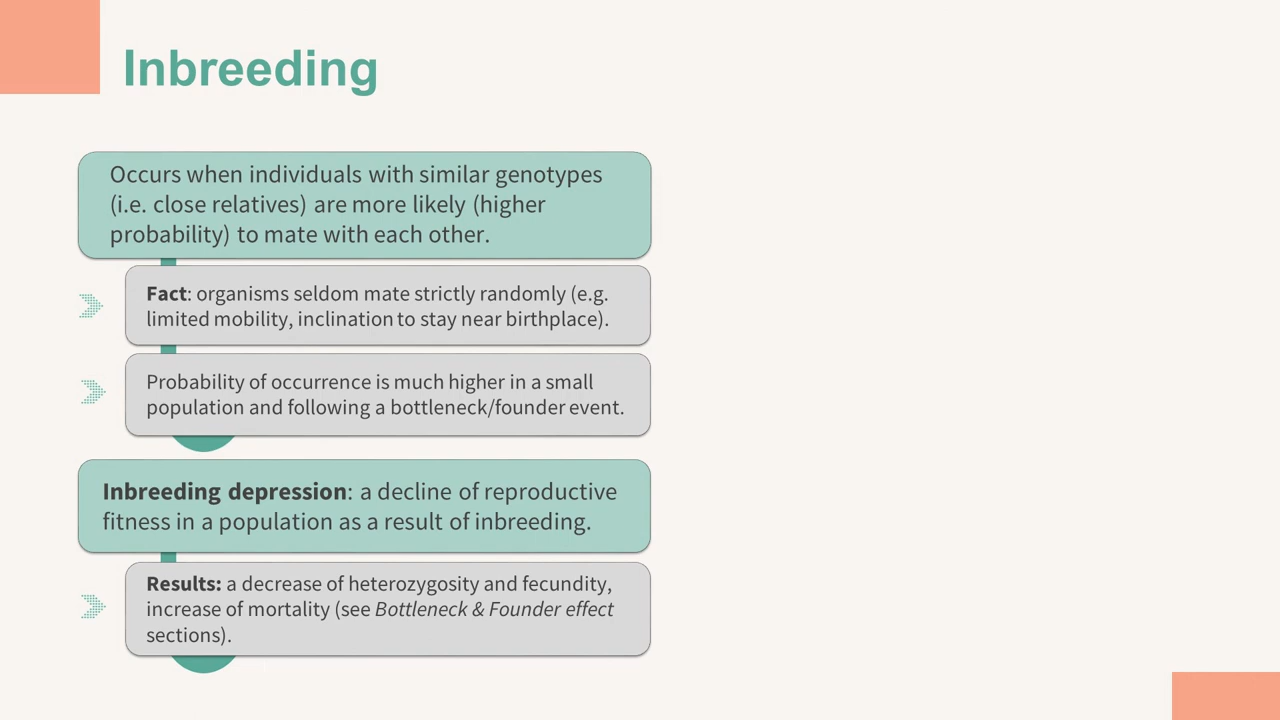 Inbreeding
Occurs when individuals with similar genotypes
(i.e. close relatives) are more likely (higher
probability) to mate with each other.
Fact: organisms seldom mate strictly randomly (e.g.
limited mobility, inclination to stay near birthplace).
Probability of occurrence is much higher in a small
population and following a bottleneck/founder event.
Inbreeding depression: a decline of reproductive
fitness in a population as a result of inbreeding.
Results: a decrease of heterozygosity and fecundity,
increase of mortality (see Bottleneck & Founder effect
sections).